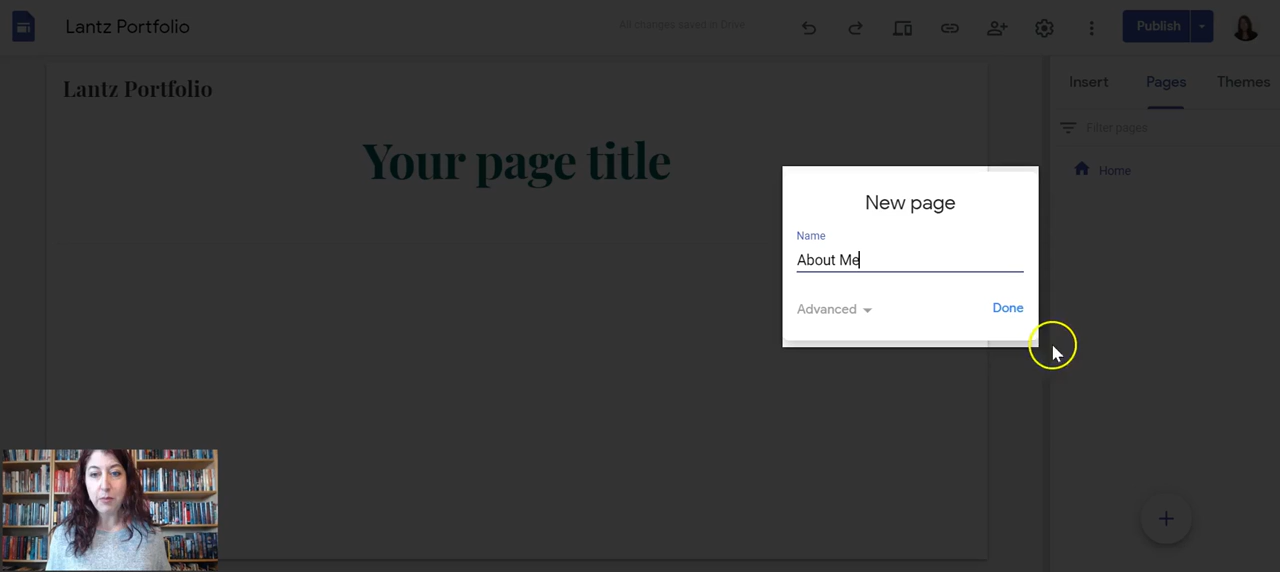 Lantz Portfolio
All changes saved in Drive
Publish
Lantz Portfolio
Insert
Pages
Themes
Filter pages
Your page title
Home
New page
Name
About Me
Advanced
Done